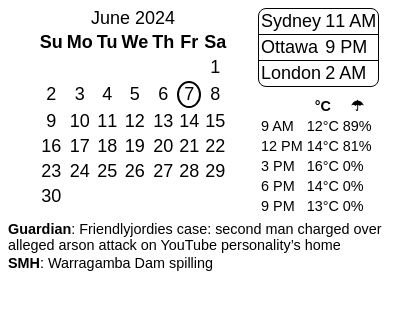 June 2024
Su Mo Tu We Th Fr Sa
1
2 3 4 5 6 7 8
9 10 11 12 13 14 15
16 17 18 19 20 21 22
23 24 25 26 27 28 29
30
Sydney 11 AM
Ottawa 9 PM
London 2 AM
°C ☂
9 AM 12°C 89%
12 PM 14°C 81%
3 PM 16°C 0%
6 PM 14°C 0%
9 PM 13°C 0%
Guardian: Friendlyjordies case: second man charged over
alleged arson attack on YouTube personality’s home
SMH: Warragamba Dam spilling